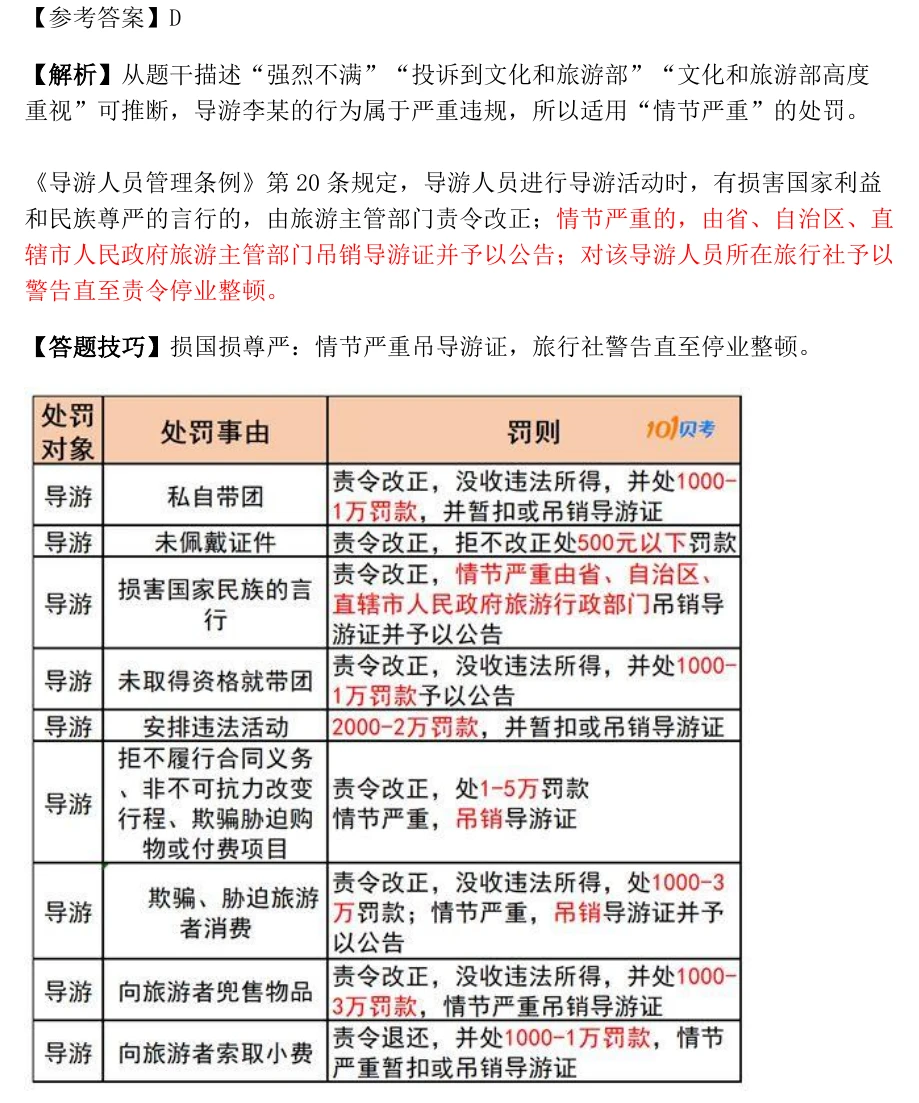 【参考答案】D
【解析】从题干描述“强烈不满”“投诉到文化和旅游部”“文化和旅游部高度
重视”可推断，导游李某的行为属于严重违规，所以适用“情节严重”的处罚。
《导游人员管理条例》第 20 条规定，导游人员进行导游活动时，有损害国家利益
和民族尊严的言行的，由旅游主管部门责令改正；情节严重的，由省、自治区、直
辖市人民政府旅游主管部门吊销导游证并予以公告；对该导游人员所在旅行社予以
警告直至责令停业整顿。
【答题技巧】损国损尊严：情节严重吊导游证，旅行社警告直至停业整顿。
处罚
对象
处罚事由
罚则
101贝考
导游
私自带团
责令改正，没收违法所得，并处1000-
1万罚款，并暂扣或吊销导游证
导游
未佩戴证件
责令改正，拒不改正处500元以下罚款
导游
损害国家民族的言
行
责令改正，情节严重由省、自治区、
直辖市人民政府旅游行政部门吊销导
游证并予以公告
导游
未取得资格就带团
责令改正，没收违法所得，并处1000-
1万罚款予以公告
导游
安排违法活动
2000-2万罚款，并暂扣或吊销导游证
导游
拒不履行合同义务
、非不可抗力改变
行程、欺骗胁迫购
物或付费项目
责令改正，处1-5万罚款
情节严重，吊销导游证
导游
欺骗、胁迫旅游
者消费
责令改正，没收违法所得，处1000-3
万罚款；情节严重，吊销导游证并予
以公告
导游
向旅游者兜售物品
责令改正，没收违法所得，并处1000-
3万罚款，情节严重吊销导游证
导游
向旅游者索取小费
责令退还，并处1000-1万罚款，情节
严重暂扣或吊销导游证